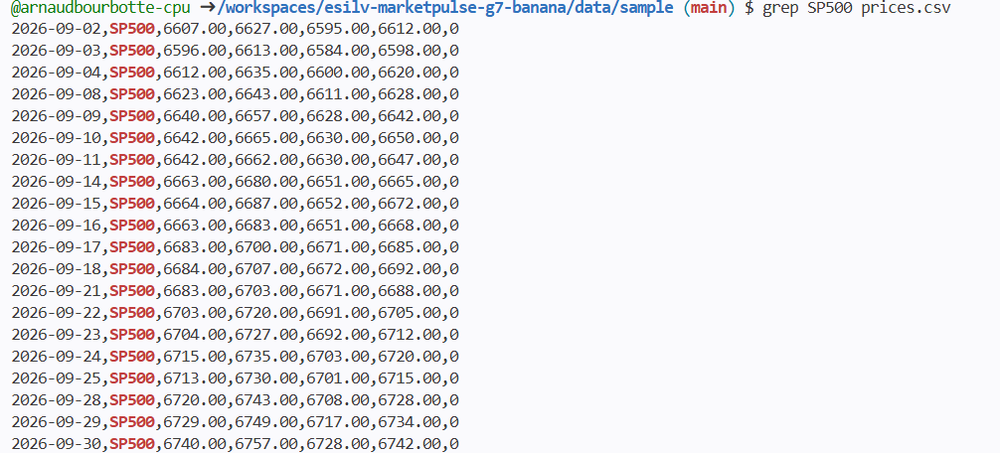 @arnaudbourbotte-cpu ➜/workspaces/esilv-marketpulse-g7-banana/data/sample (main) $ grep SP500 prices.csv
2026-09-02,SP500,6607.00,6627.00,6595.00,6612.00,0
2026-09-03,SP500,6596.00,6613.00,6584.00,6598.00,0
2026-09-04,SP500,6612.00,6635.00,6600.00,6620.00,0
2026-09-08,SP500,6623.00,6643.00,6611.00,6628.00,0
2026-09-09,SP500,6640.00,6657.00,6628.00,6642.00,0
2026-09-10,SP500,6642.00,6665.00,6630.00,6650.00,0
2026-09-11,SP500,6642.00,6662.00,6630.00,6647.00,0
2026-09-14,SP500,6663.00,6680.00,6651.00,6665.00,0
2026-09-15,SP500,6664.00,6687.00,6652.00,6672.00,0
2026-09-16,SP500,6663.00,6683.00,6651.00,6668.00,0
2026-09-17,SP500,6683.00,6700.00,6671.00,6685.00,0
2026-09-18,SP500,6684.00,6707.00,6672.00,6692.00,0
2026-09-21,SP500,6683.00,6703.00,6671.00,6688.00,0
2026-09-22,SP500,6703.00,6720.00,6691.00,6705.00,0
2026-09-23,SP500,6704.00,6727.00,6692.00,6712.00,0
2026-09-24,SP500,6715.00,6735.00,6703.00,6720.00,0
2026-09-25,SP500,6713.00,6730.00,6701.00,6715.00,0
2026-09-28,SP500,6720.00,6743.00,6708.00,6728.00,0
2026-09-29,SP500,6729.00,6749.00,6717.00,6734.00,0
2026-09-30,SP500,6740.00,6757.00,6728.00,6742.00,0